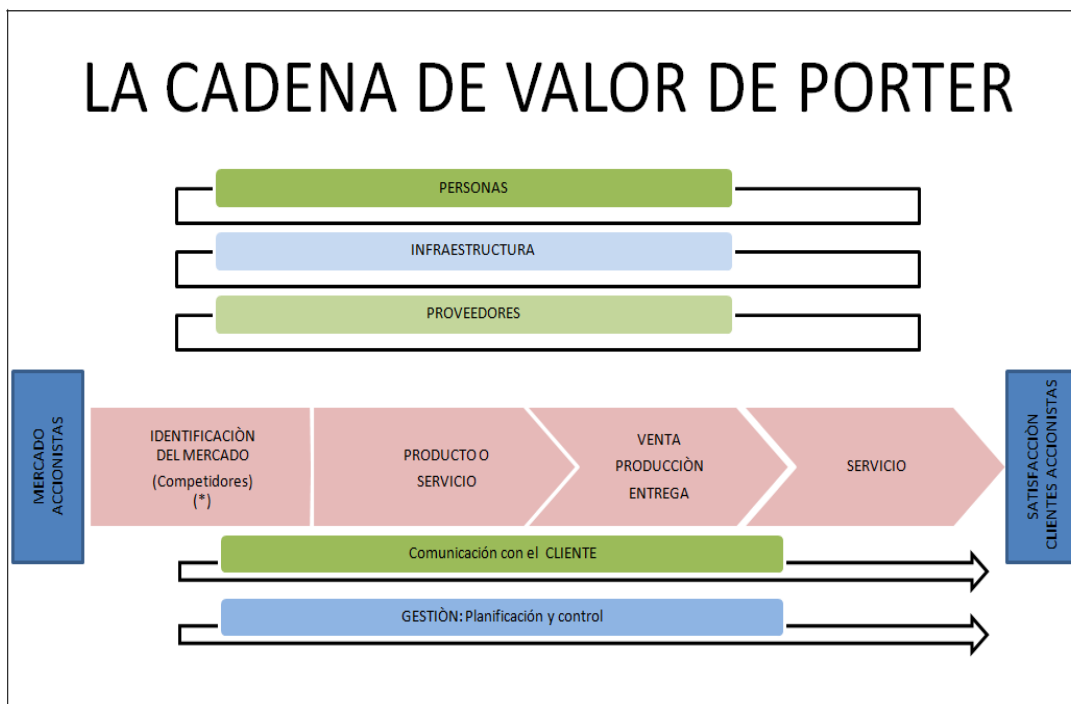 LA CADENA DE VALOR DE PORTER
PERSONAS
INFRAESTRUCTURA
PROVEEDORES
MERCADO
ACCIONISTAS
IDENTIFICACIÒN
DEL MERCADO
(Competidores)
(*)
PRODUCTO O
SERVICIO
VENTA
PRODUCCIÒN
ENTREGA
SERVICIO
SATISFACCIÒN
CLIENTES ACCIONISTAS
Comunicación con el CLIENTE
GESTIÒN: Planificación y control